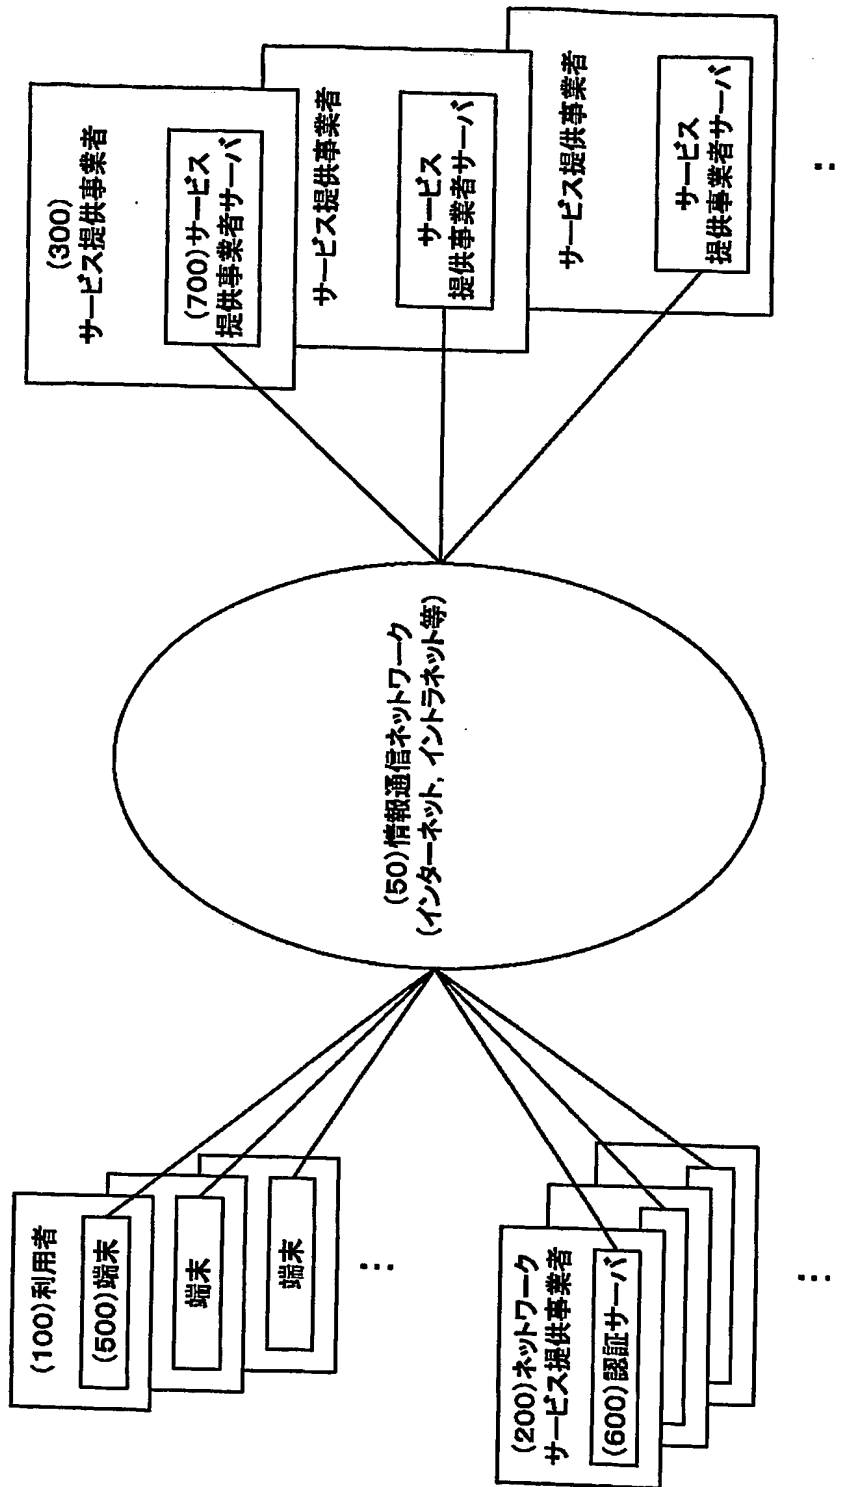 (100)利用者
(500)端末
端末
端末
⋮
(200)ネットワーク
サービス提供事業者
(600)認証サーバ
⋮
(50)情報通信ネットワーク
(インターネット, イントラネット等)
(300)
サービス提供事業者
(700)サービス
提供事業者サーバ
サービス提供事業者
サービス
提供事業者サーバ
サービス提供事業者
サービス
提供事業者サーバ
⋮